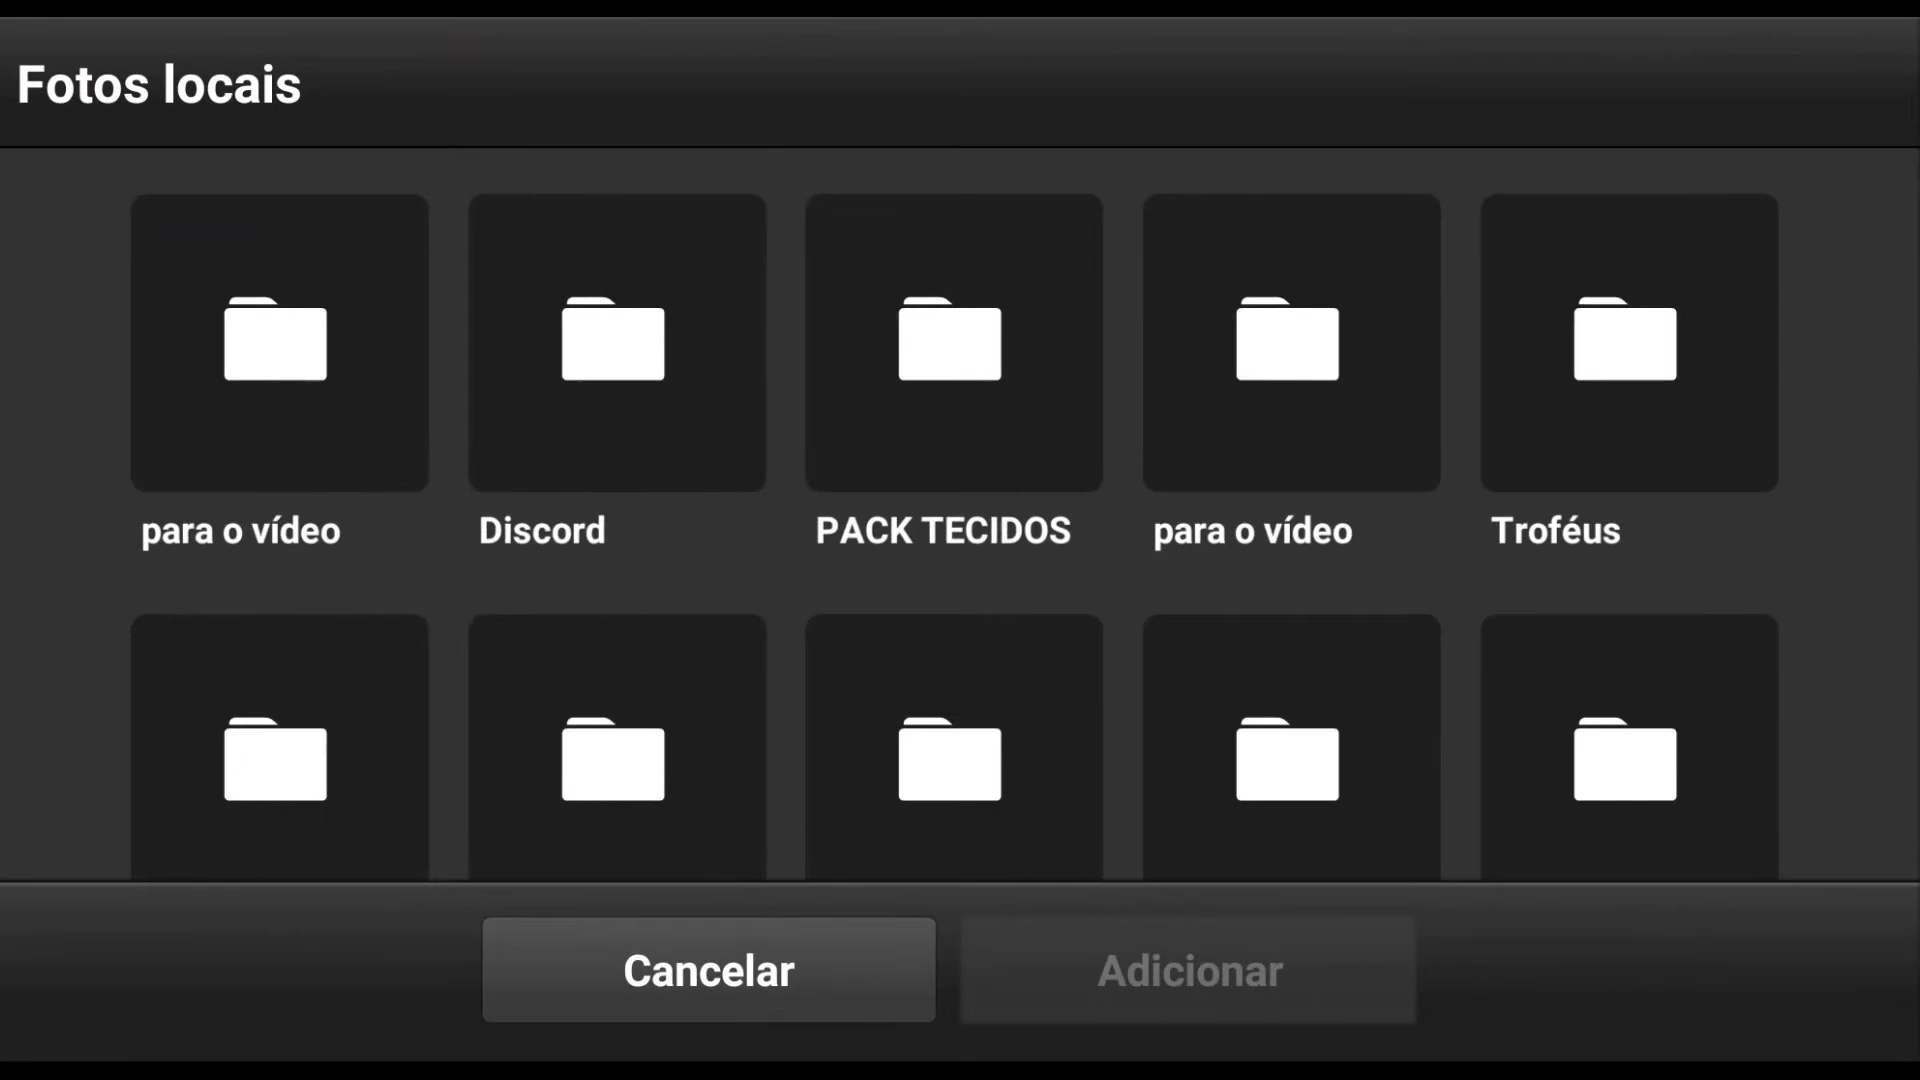 Fotos locais
para o vídeo
Discord
PACK TECIDOS
para o vídeo
Troféus
Cancelar
Adicionar